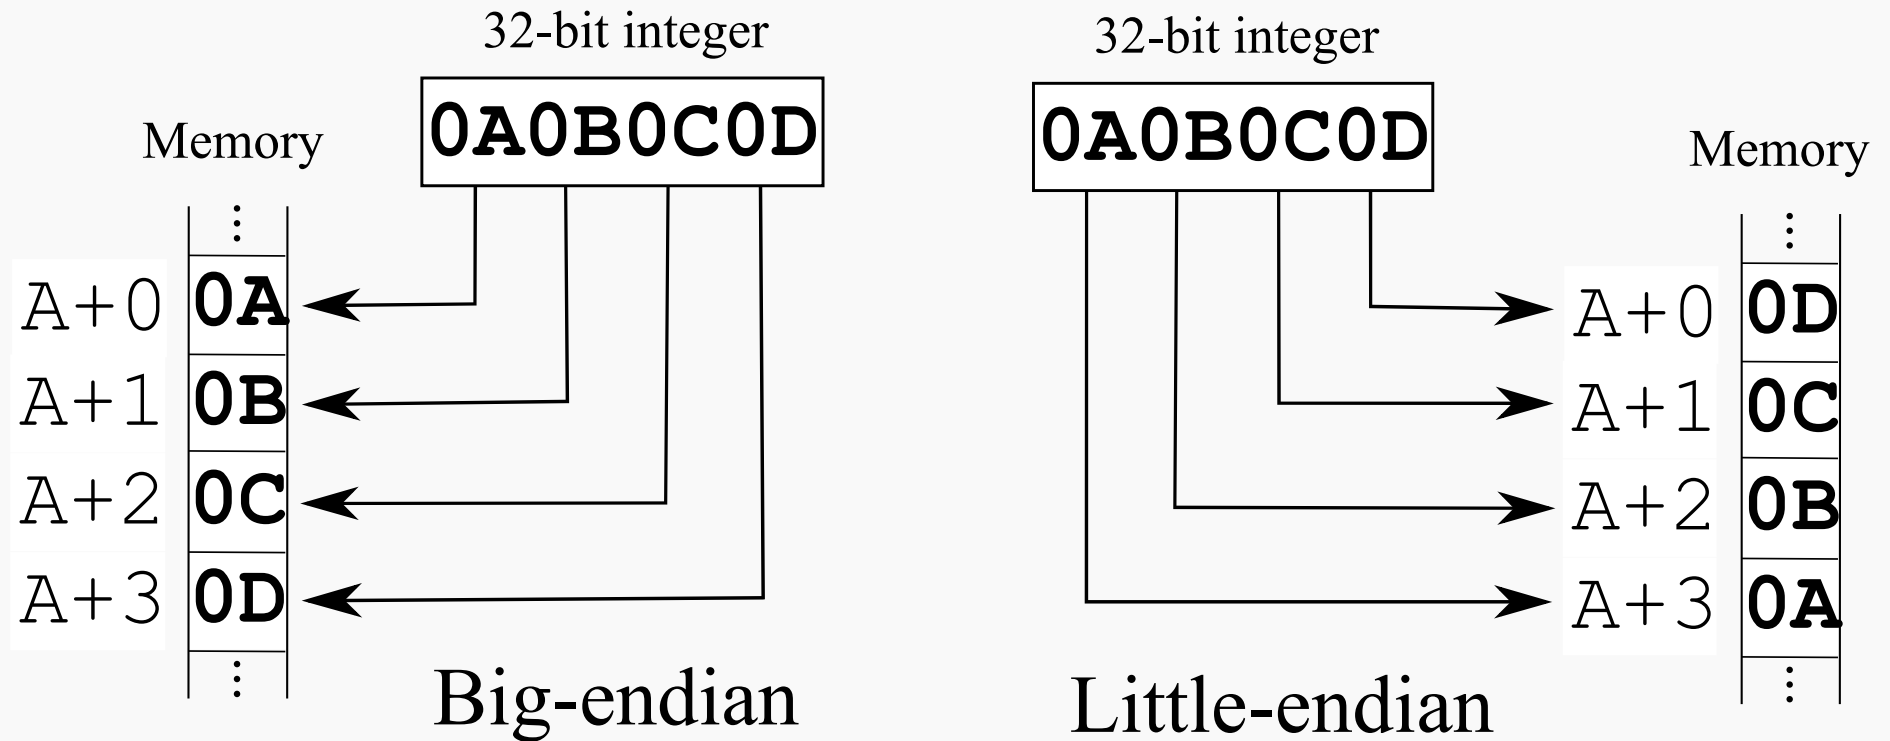 32-bit integer
0A0B0C0D
Memory
⋮
A+0 0A
A+1 0B
A+2 0C
A+3 0D
⋮
Big-endian
32-bit integer
0A0B0C0D
Memory
⋮
A+0 0D
A+1 0C
A+2 0B
A+3 0A
⋮
Little-endian